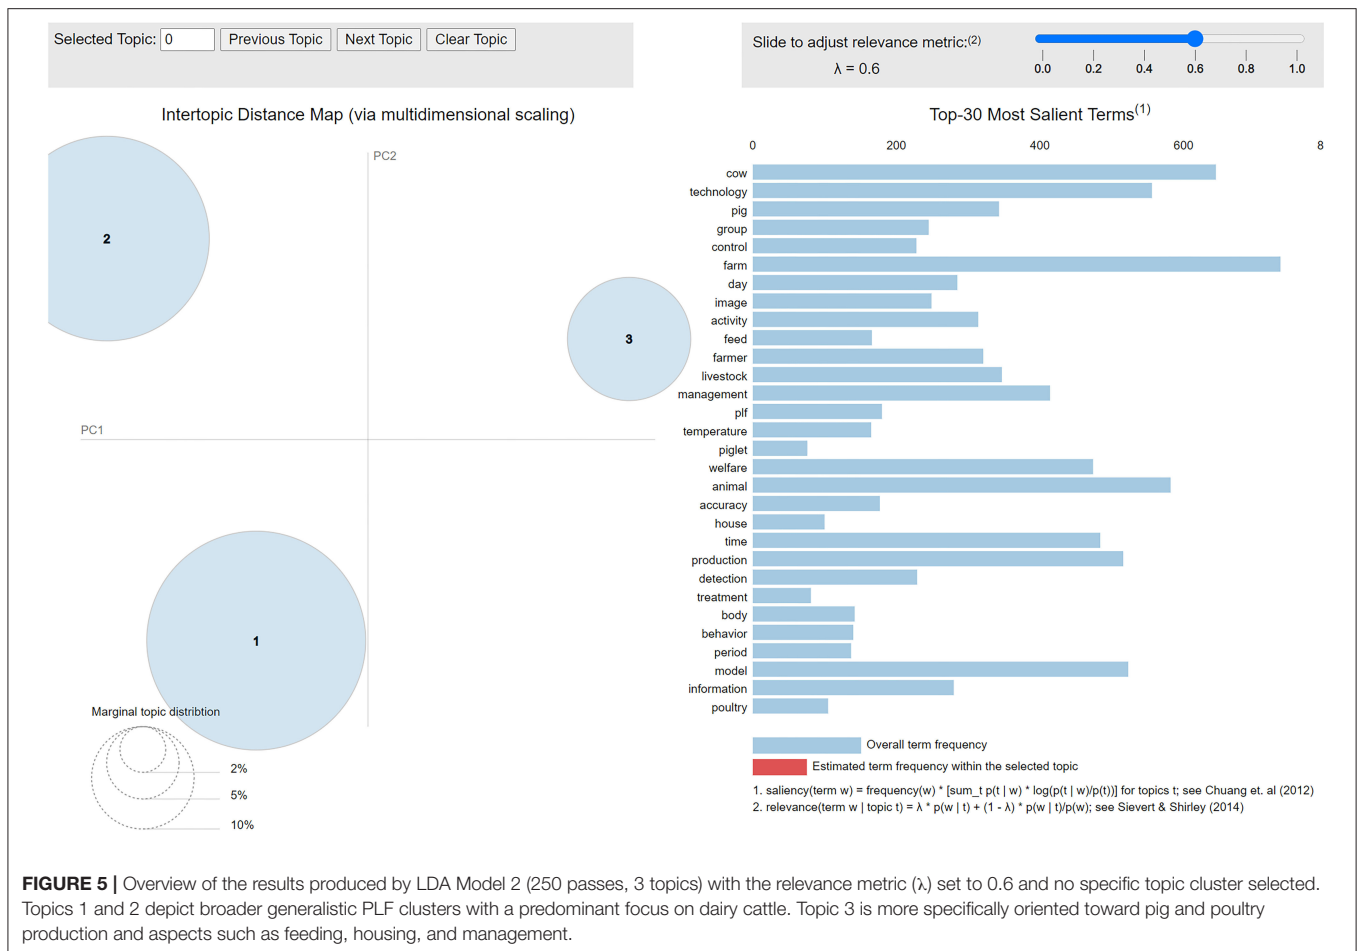 Selected Topic: 0 Previous Topic Next Topic Clear Topic
Slide to adjust relevance metric:(2)
λ = 0.6
0.0 0.2 0.4 0.6 0.8 1.0
Intertopic Distance Map (via multidimensional scaling)
PC2
PC1
2
3
1
Marginal topic distribtion
2%
5%
10%
Top-30 Most Salient Terms(1)
0 200 400 600 8
cow
technology
pig
group
control
farm
day
image
activity
feed
farmer
livestock
management
plf
temperature
piglet
welfare
animal
accuracy
house
time
production
detection
treatment
body
behavior
period
model
information
poultry
Overall term frequency
Estimated term frequency within the selected topic
1. saliency(term w) = frequency(w) * [sum_t p(t | w) * log(p(t | w)/p(t))] for topics t; see Chuang et. al (2012)
2. relevance(term w | topic t) = λ * p(w | t) + (1 - λ) * p(w | t)/p(w); see Sievert & Shirley (2014)
FIGURE 5 | Overview of the results produced by LDA Model 2 (250 passes, 3 topics) with the relevance metric (λ) set to 0.6 and no specific topic cluster selected.
Topics 1 and 2 depict broader generalistic PLF clusters with a predominant focus on dairy cattle. Topic 3 is more specifically oriented toward pig and poultry
production and aspects such as feeding, housing, and management.